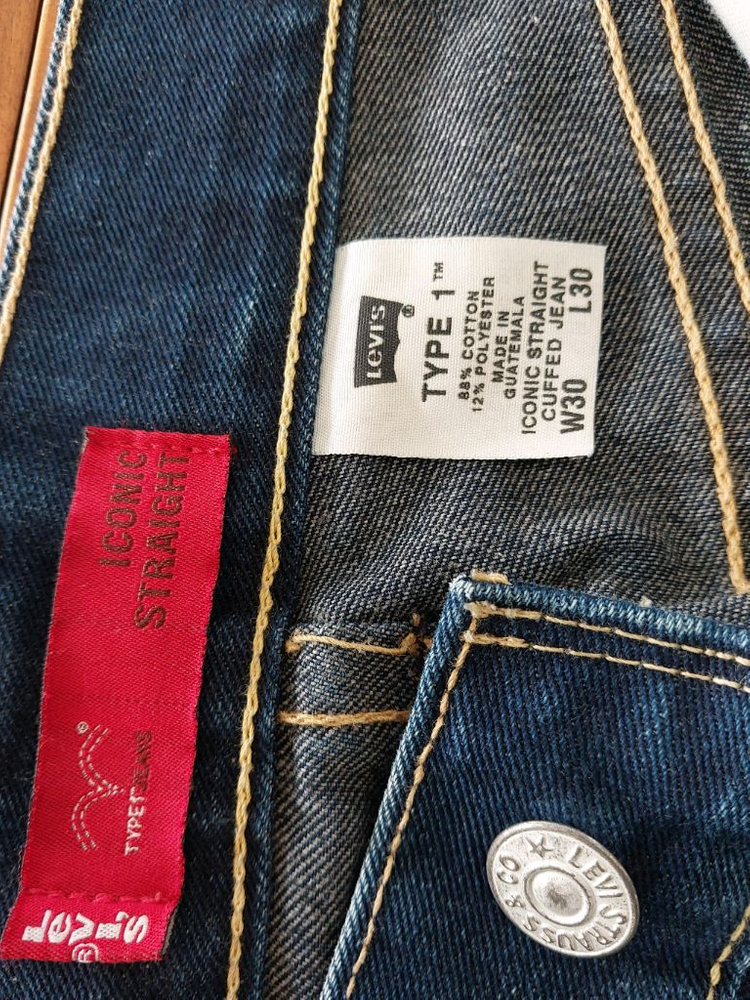 LEVI'S
®
TYPE 1™
88% COTTON
12% POLYESTER
MADE IN
GUATEMALA
ICONIC STRAIGHT
CUFFED JEAN
W30 L30
ICONIC
STRAIGHT
®
TYPE1JEANS
Levi's
®
LEVI STRAUSS & CO